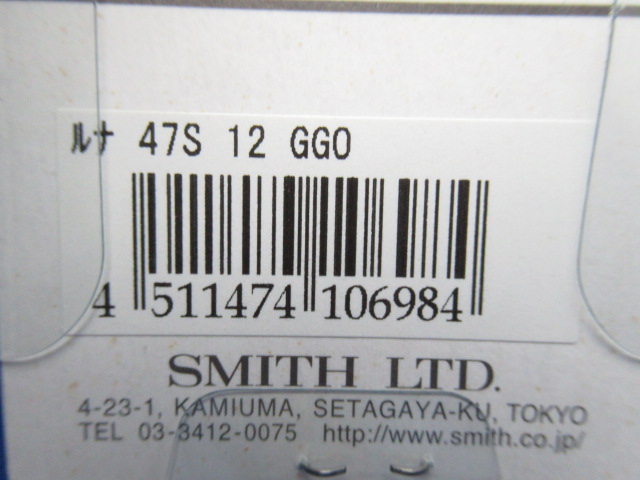 ﾙﾅ 47S 12 GGO
4 511474 106984
SMITH LTD.
4-23-1, KAMIUMA, SETAGAYA-KU, TOKYO
TEL 03-3412-0075 http://www.smith.co.jp/